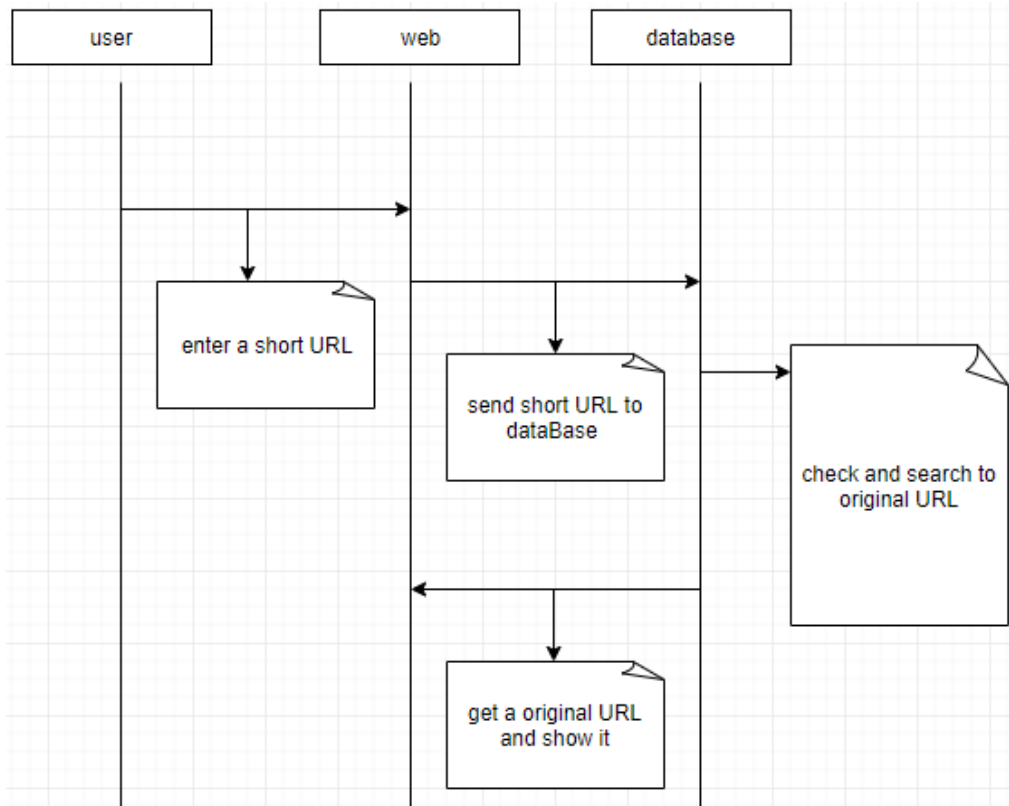 user
web
database
enter a short URL
send short URL to
dataBase
check and search to
original URL
get a original URL
and show it